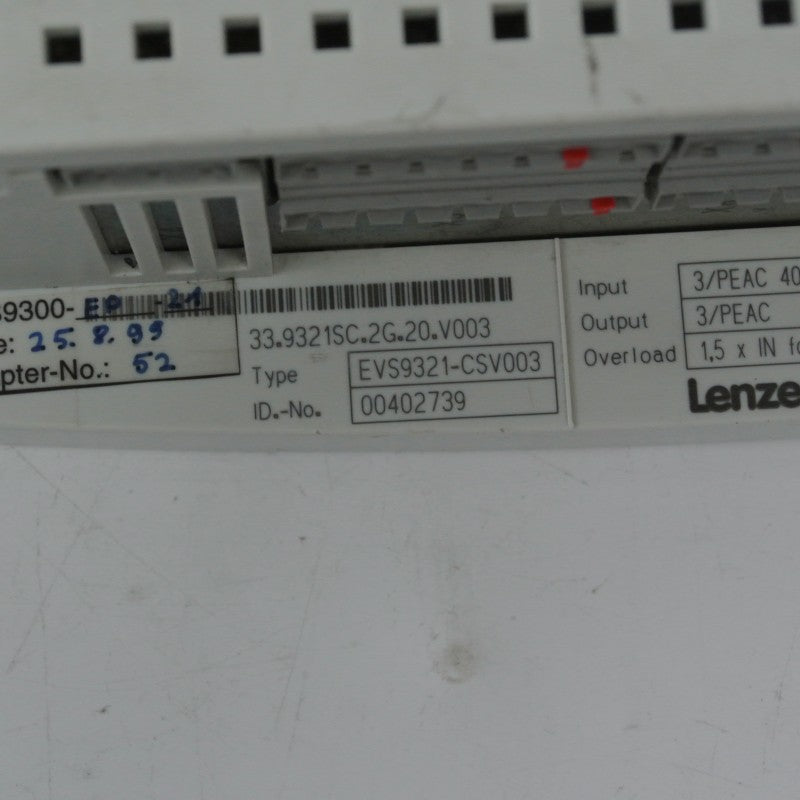 S9300-EP -21
e: 25.8.99
pter-No.: 52
33.9321SC.2G.20.V003
Type EVS9321-CSV003
ID.-No. 00402739
Input 3/PEAC 40
Output 3/PEAC
Overload 1,5 x IN fo
Lenze